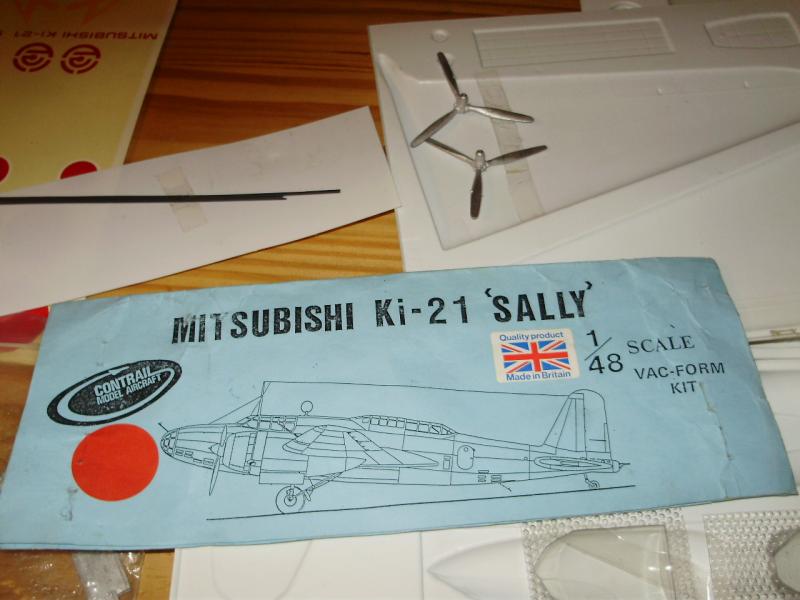 MITSUBISHI KI-21
MITSUBISHI Ki-21 'SALLY'
CONTRAIL
MODEL AIRCRAFT
Quality product
Made in Britain
1/48 SCALE
VAC-FORM
KIT